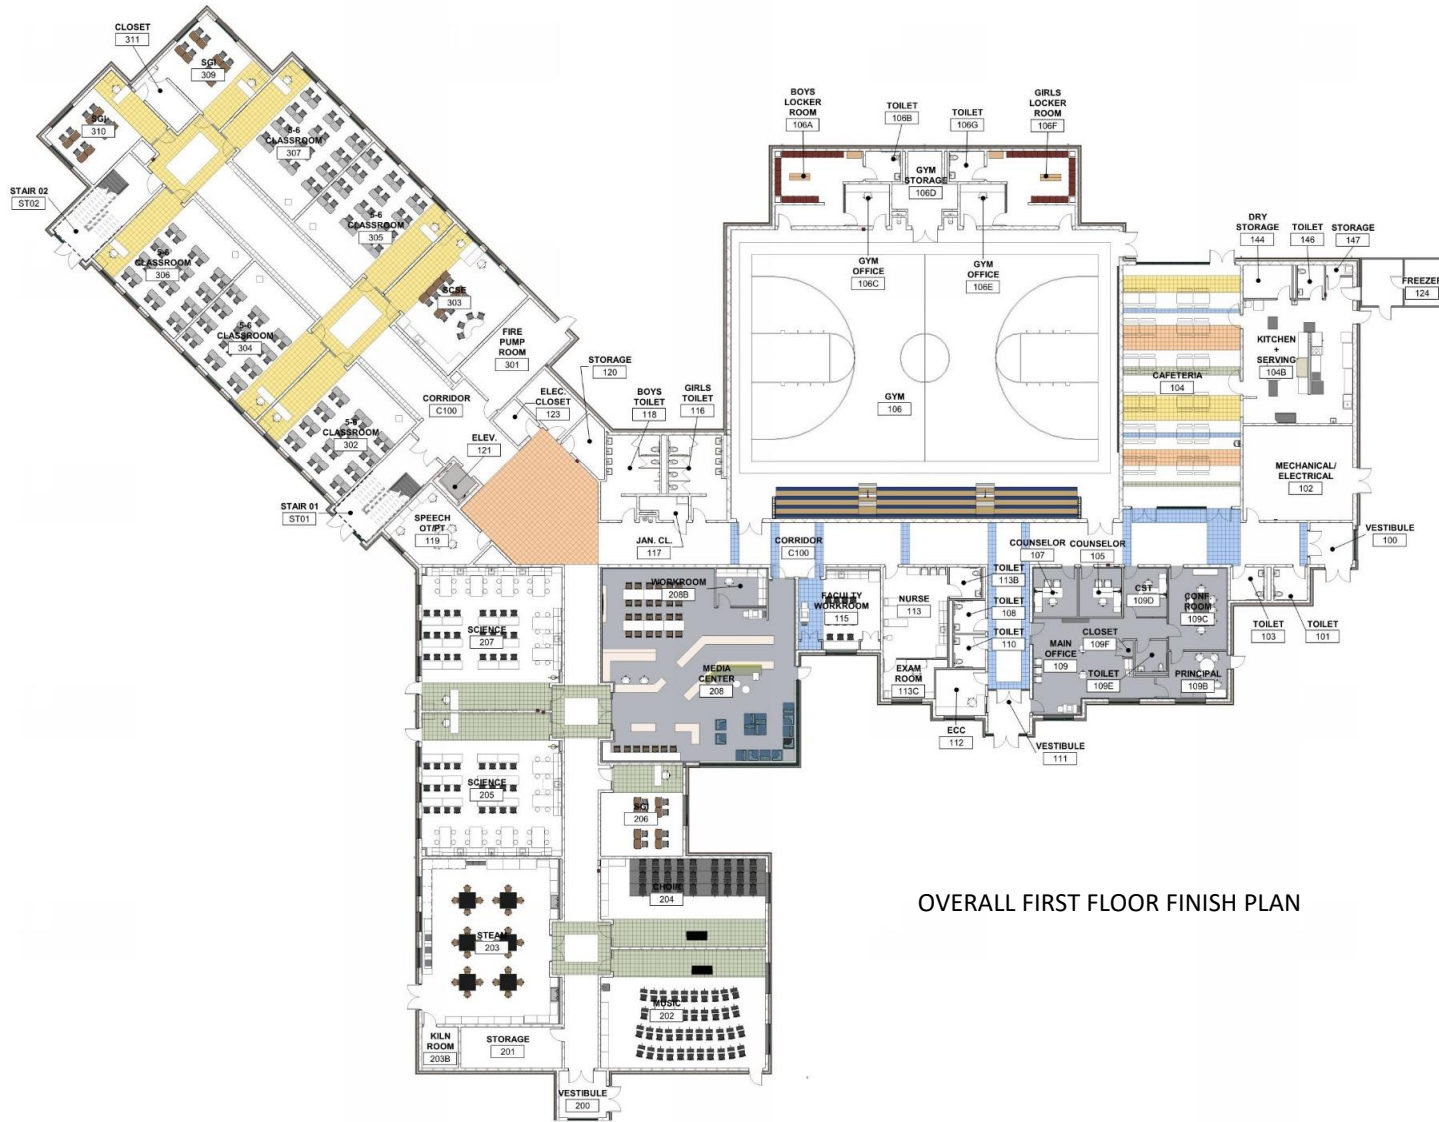 CLOSET
311
SGI
309
SGI
310
5-6
CLASSROOM
307
STAIR 02
ST02
5-6
CLASSROOM
305
5-6
CLASSROOM
306
SCSE
303
5-6
CLASSROOM
304
FIRE
PUMP
ROOM
301
5-6
CLASSROOM
302
CORRIDOR
C100
ELEC.
CLOSET
123
STORAGE
120
ELEV.
121
STAIR 01
ST01
SPEECH
OT/PT
119
BOYS
TOILET
118
GIRLS
TOILET
116
JAN. CL.
117
BOYS
LOCKER
ROOM
106A
TOILET
106B
TOILET
106G
GIRLS
LOCKER
ROOM
106F
GYM
STORAGE
106D
GYM
OFFICE
106C
GYM
OFFICE
106E
GYM
106
DRY
STORAGE
144
TOILET
146
STORAGE
147
FREEZER
124
KITCHEN
+
SERVING
104B
CAFETERIA
104
MECHANICAL/
ELECTRICAL
102
VESTIBULE
100
CORRIDOR
C100
COUNSELOR
107
COUNSELOR
105
TOILET
113B
WORKROOM
208B
FACULTY
WORKROOM
115
NURSE
113
TOILET
108
TOILET
110
CST
109D
CONF.
ROOM
109C
CLOSET
109F
MAIN
OFFICE
109
TOILET
103
TOILET
101
EXAM
ROOM
113C
TOILET
109E
PRINCIPAL
109B
ECC
112
VESTIBULE
111
SCIENCE
207
MEDIA
CENTER
208
SCIENCE
205
SGI
206
CHOIR
204
STEAM
203
MUSIC
202
KILN
ROOM
203B
STORAGE
201
VESTIBULE
200
OVERALL FIRST FLOOR FINISH PLAN